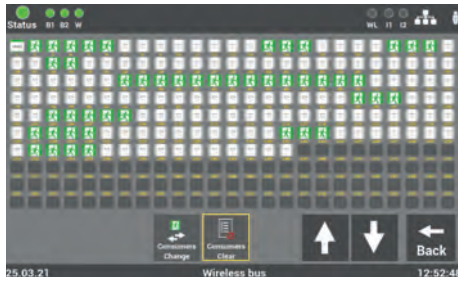 Status B1 B2 W WL I1 I2
Consumers
Change
Consumers
Clear
Back
25.03.21 Wireless bus 12:52:48